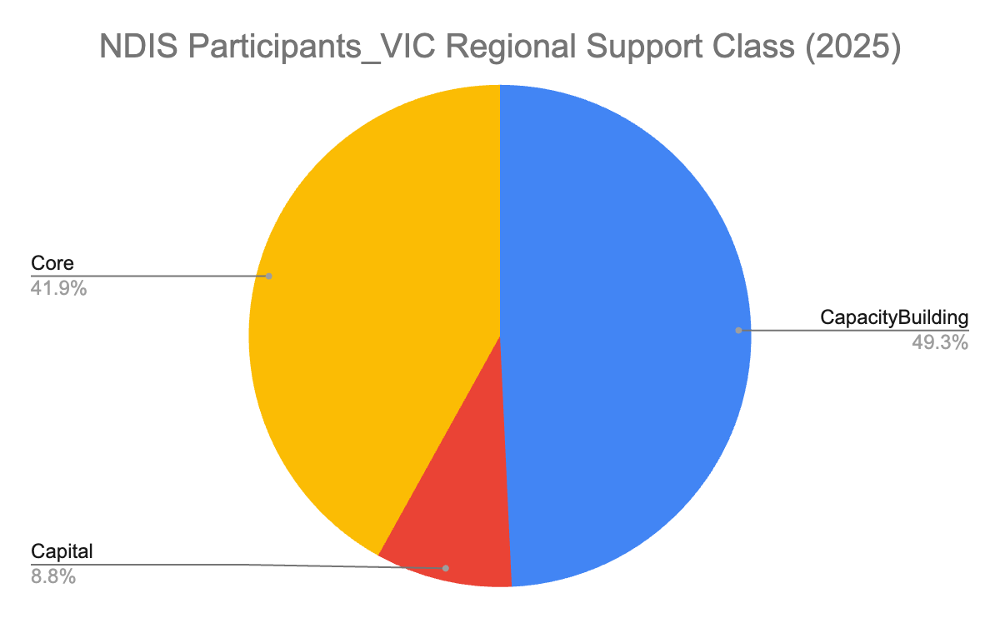 NDIS Participants_VIC Regional Support Class (2025)
Core
41.9%
CapacityBuilding
49.3%
Capital
8.8%